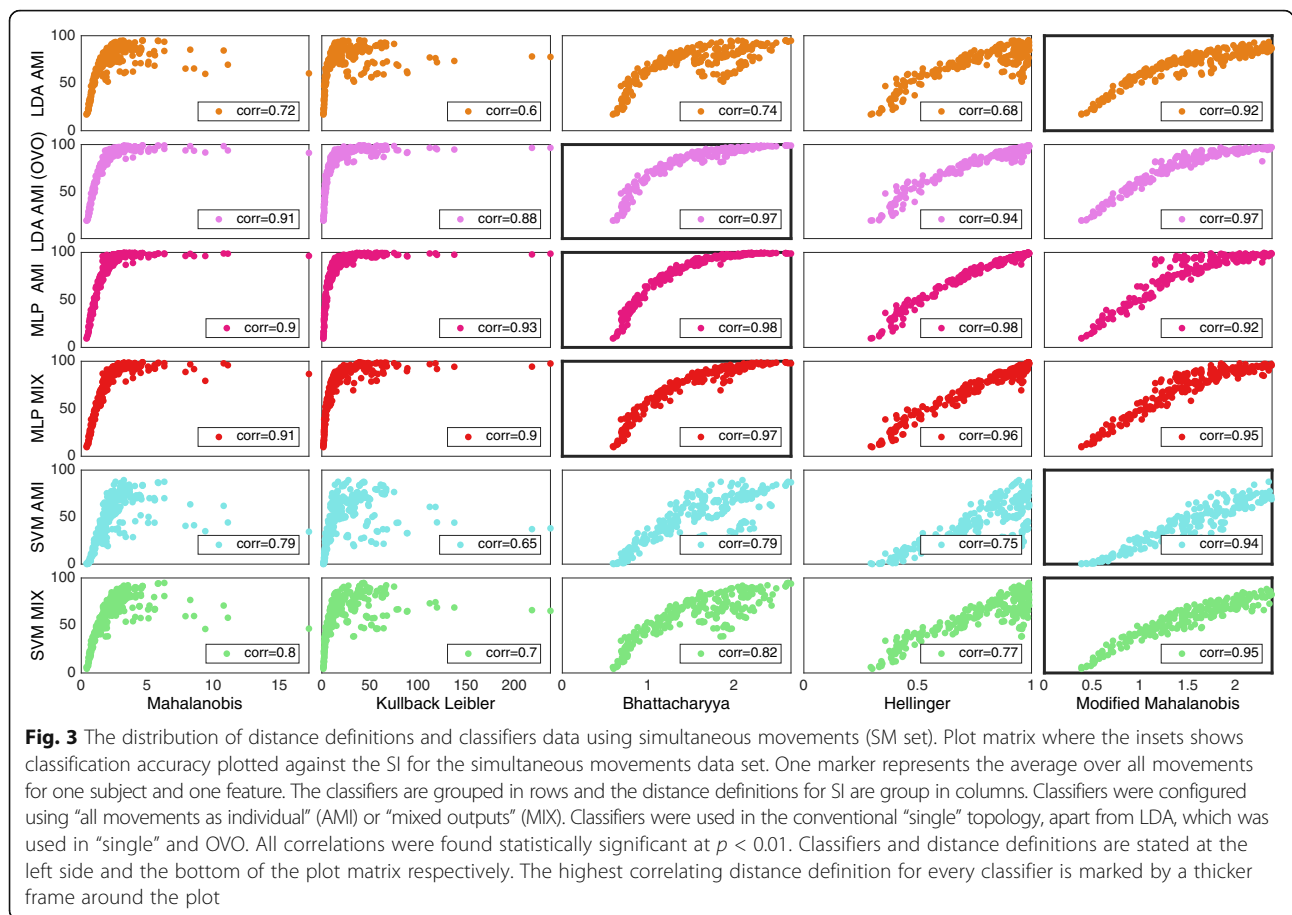 100
50
0
LDA AMI
corr=0.72
corr=0.6
corr=0.74
corr=0.68
corr=0.92
100
50
0
LDA AMI (OVO)
corr=0.91
corr=0.88
corr=0.97
corr=0.94
corr=0.97
100
50
0
MLP AMI
corr=0.9
corr=0.93
corr=0.98
corr=0.98
corr=0.92
100
50
0
MLP MIX
corr=0.91
corr=0.9
corr=0.97
corr=0.96
corr=0.95
100
50
0
SVM AMI
corr=0.79
corr=0.65
corr=0.79
corr=0.75
corr=0.94
100
50
0
SVM MIX
corr=0.8
corr=0.7
corr=0.82
corr=0.77
corr=0.95
0 5 10 15
0 50 100 150 200
0 1 2
0.5 1
0 0.5 1 1.5 2
Mahalanobis
Kullback Leibler
Bhattacharyya
Hellinger
Modified Mahalanobis
Fig. 3 The distribution of distance definitions and classifiers data using simultaneous movements (SM set). Plot matrix where the insets shows
classification accuracy plotted against the SI for the simultaneous movements data set. One marker represents the average over all movements
for one subject and one feature. The classifiers are grouped in rows and the distance definitions for SI are group in columns. Classifiers were configured
using “all movements as individual” (AMI) or “mixed outputs” (MIX). Classifiers were used in the conventional “single” topology, apart from LDA, which was
used in “single” and OVO. All correlations were found statistically significant at p < 0.01. Classifiers and distance definitions are stated at the
left side and the bottom of the plot matrix respectively. The highest correlating distance definition for every classifier is marked by a thicker
frame around the plot